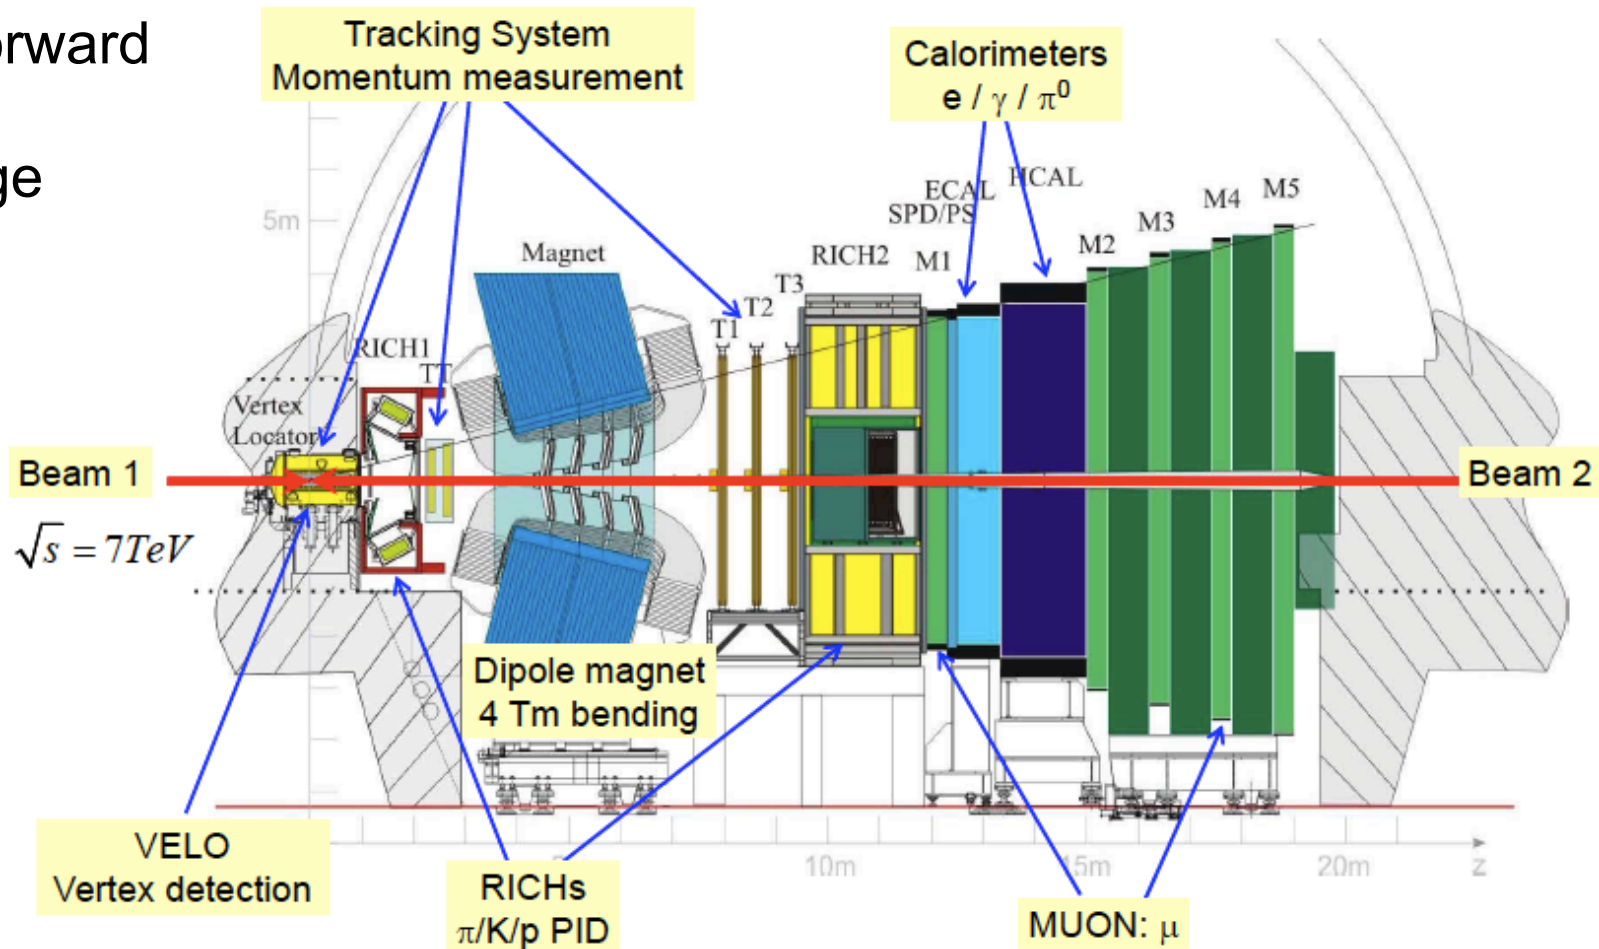 orward
ge
Tracking System
Momentum measurement
Calorimeters
e / γ / π⁰
5m
Magnet
RICH1
TT
Vertex
Locator
T1
T2
T3
RICH2
M1
SPD/PS
ECAL
HCAL
M2
M3
M4
M5
Beam 1
Beam 2
√s = 7TeV
Dipole magnet
4 Tm bending
VELO
Vertex detection
RICHs
π/K/p PID
MUON: μ
10m
15m
20m
z